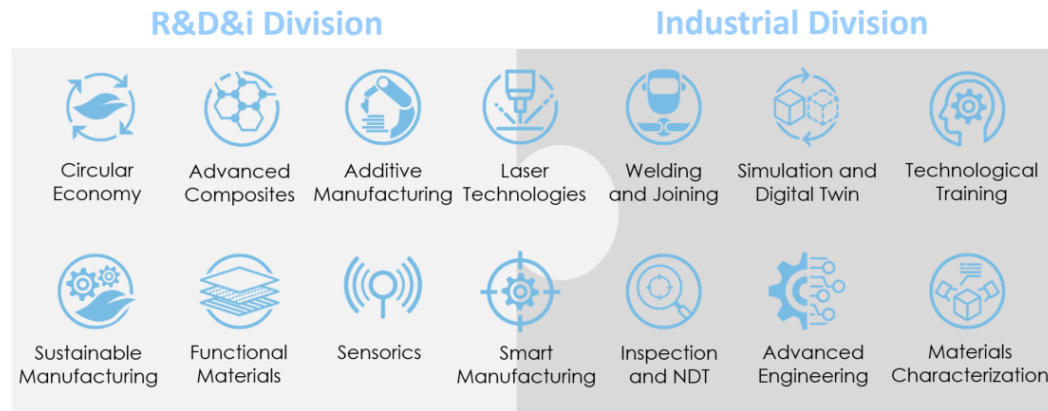 R&D&i Division
Industrial Division
Circular
Economy
Advanced
Composites
Additive
Manufacturing
Laser
Technologies
Welding
and Joining
Simulation and
Digital Twin
Technological
Training
Sustainable
Manufacturing
Functional
Materials
Sensorics
Smart
Manufacturing
Inspection
and NDT
Advanced
Engineering
Materials
Characterization